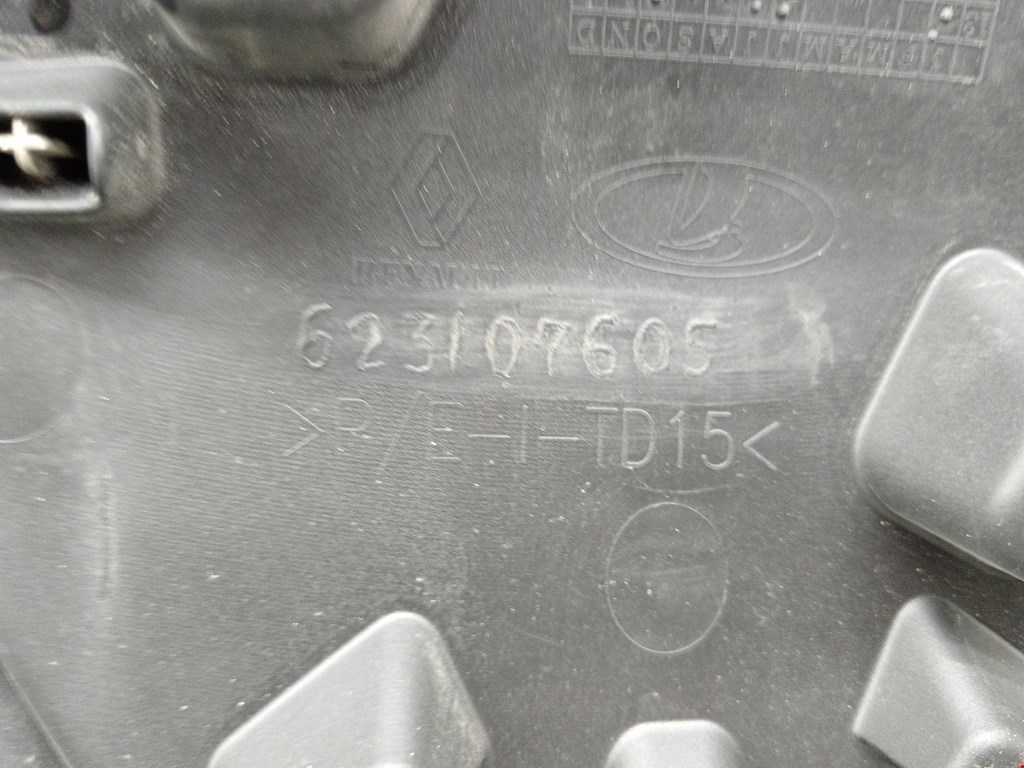 J F M A M J J A S O N D
RENAULT
623107605
>P/E-I-TD15<